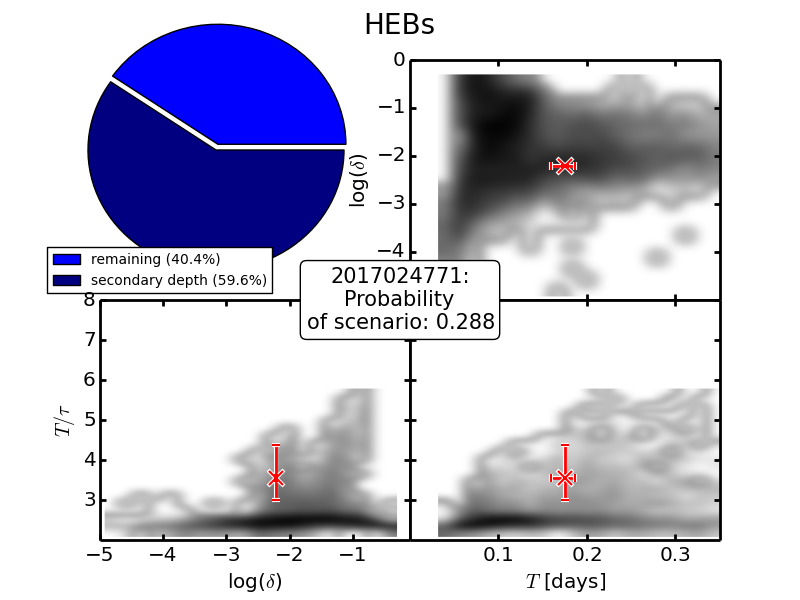 HEBs
remaining (40.4%)
secondary depth (59.6%)
0
−1
−2
−3
−4
log(δ)
2017024771:
Probability
of scenario: 0.288
8
7
6
5
4
3
T/τ
−5 −4 −3 −2 −1
log(δ)
0.1 0.2 0.3
T [days]